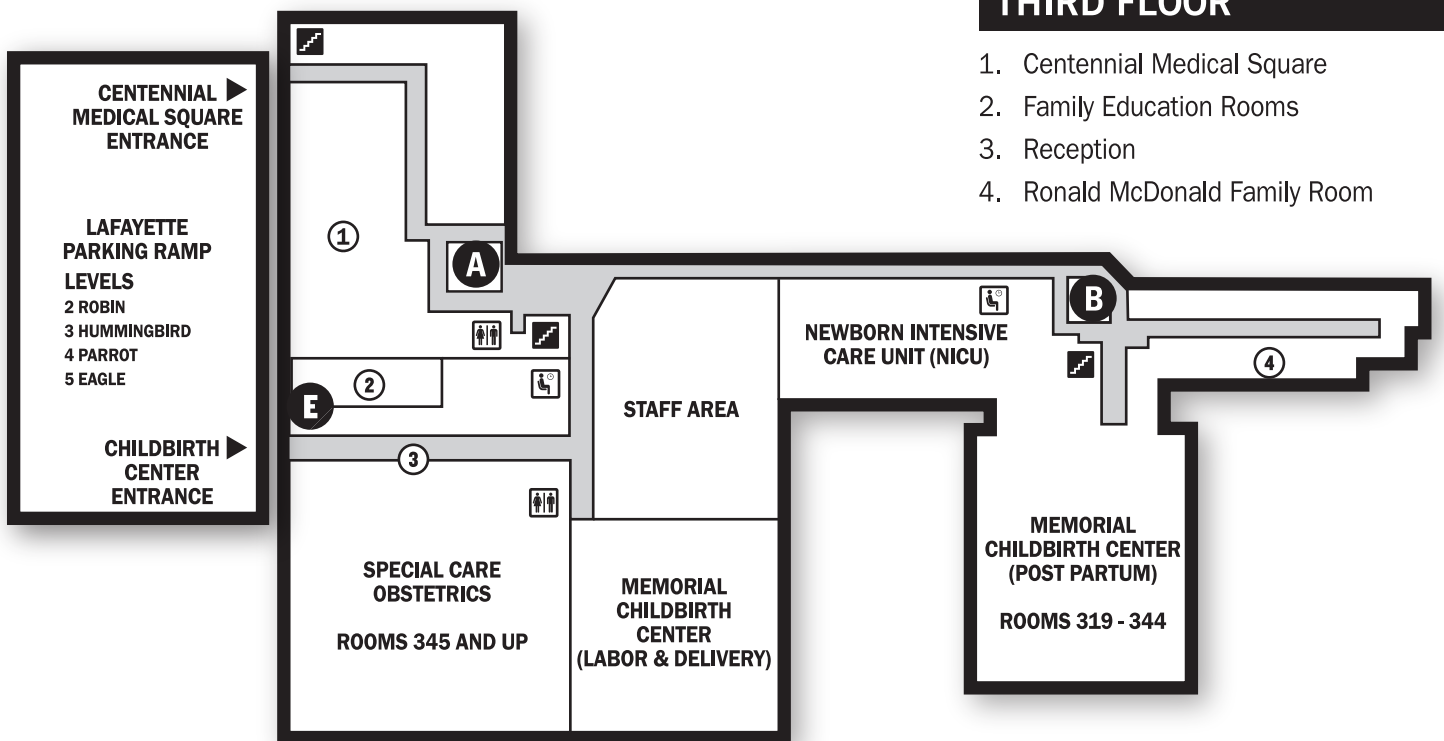 THIRD FLOOR
1. Centennial Medical Square
2. Family Education Rooms
3. Reception
4. Ronald McDonald Family Room
CENTENNIAL
MEDICAL SQUARE
ENTRANCE
LAFAYETTE
PARKING RAMP
LEVELS
2 ROBIN
3 HUMMINGBIRD
4 PARROT
5 EAGLE
CHILDBIRTH
CENTER
ENTRANCE
1
A
2
E
3
SPECIAL CARE
OBSTETRICS
ROOMS 345 AND UP
STAFF AREA
MEMORIAL
CHILDBIRTH
CENTER
(LABOR & DELIVERY)
NEWBORN INTENSIVE
CARE UNIT (NICU)
B
4
MEMORIAL
CHILDBIRTH CENTER
(POST PARTUM)
ROOMS 319 - 344